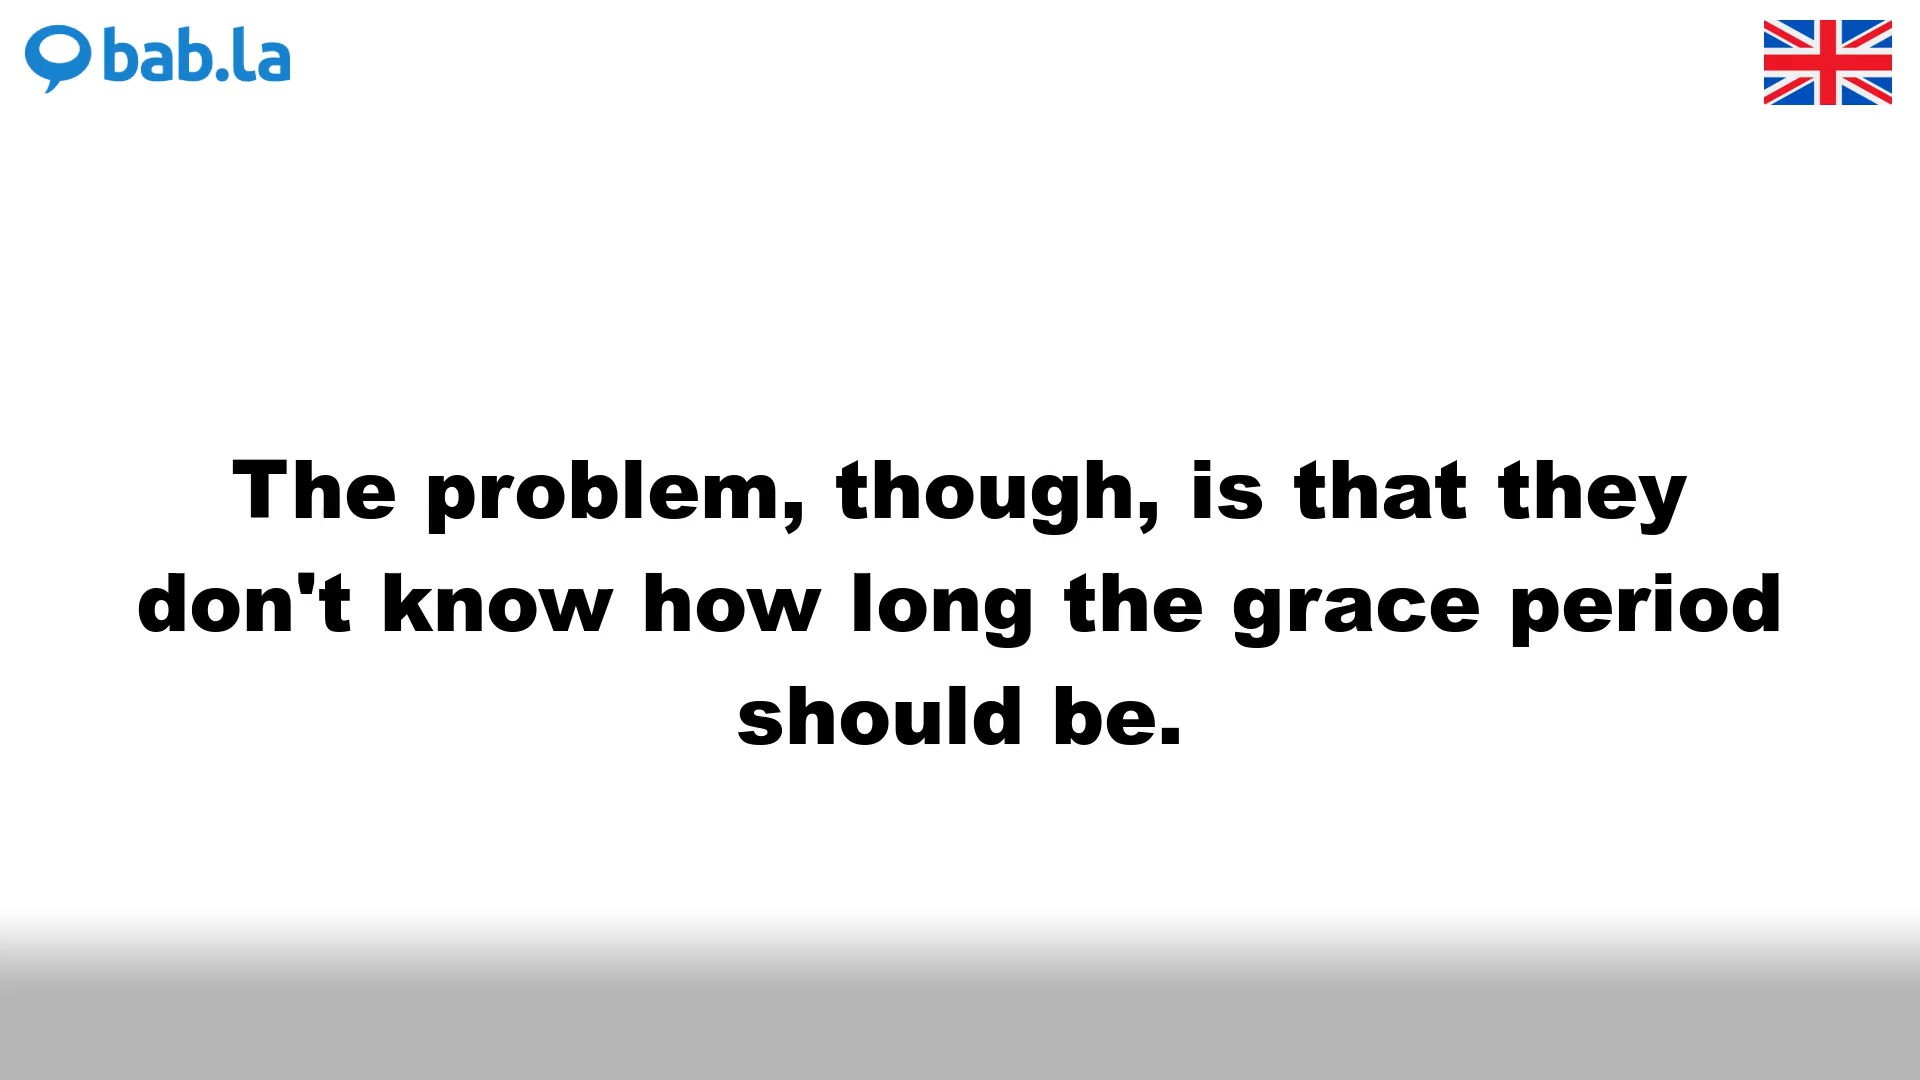 bab.la
The problem, though, is that they
don't know how long the grace period
should be.